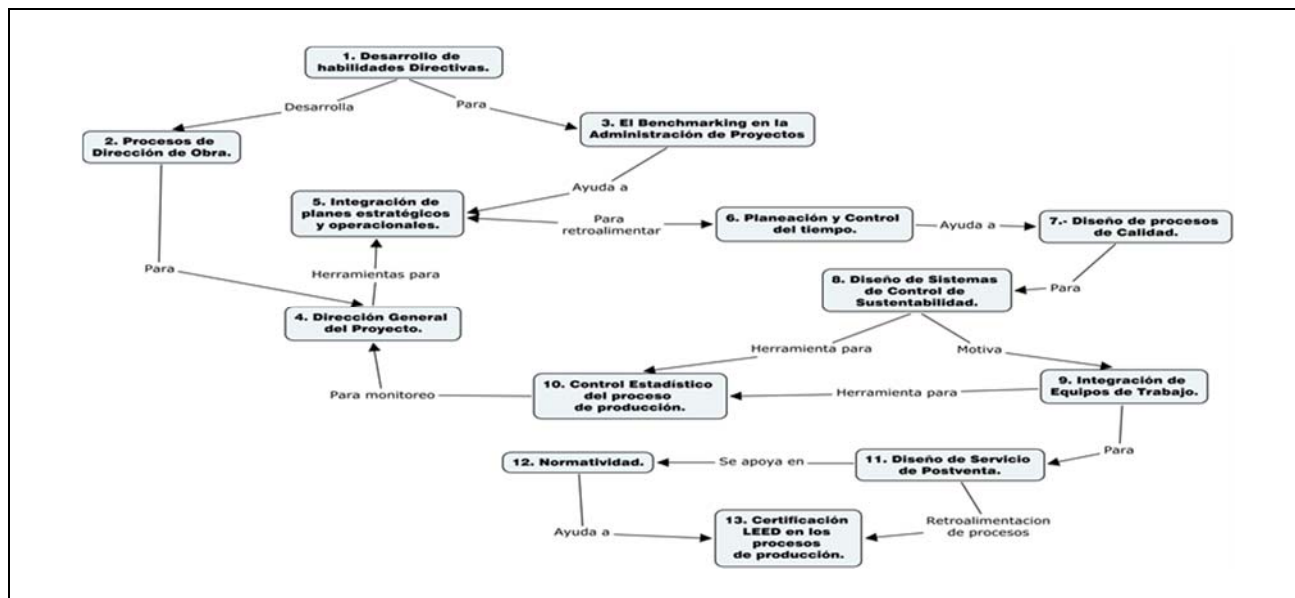 1. Desarrollo de
habilidades Directivas.
Desarrolla
Para
2. Procesos de
Dirección de Obra.
3. El Benchmarking en la
Administración de Proyectos
Ayuda a
5. Integración de
planes estratégicos
y operacionales.
Para
retroalimentar
6. Planeación y Control
del tiempo.
Ayuda a
7.- Diseño de procesos
de Calidad.
Para
Herramientas para
8. Diseño de Sistemas
de Control de
Sustentabilidad.
Para
4. Dirección General
del Proyecto.
Herramienta para
Motiva
Para monitoreo
10. Control Estadístico
del proceso
de producción.
Herramienta para
9. Integración de
Equipos de Trabajo.
Para
12. Normatividad.
Se apoya en
11. Diseño de Servicio
de Postventa.
Ayuda a
13. Certificación
LEED en los
procesos
de producción.
Retroalimentacion
de procesos